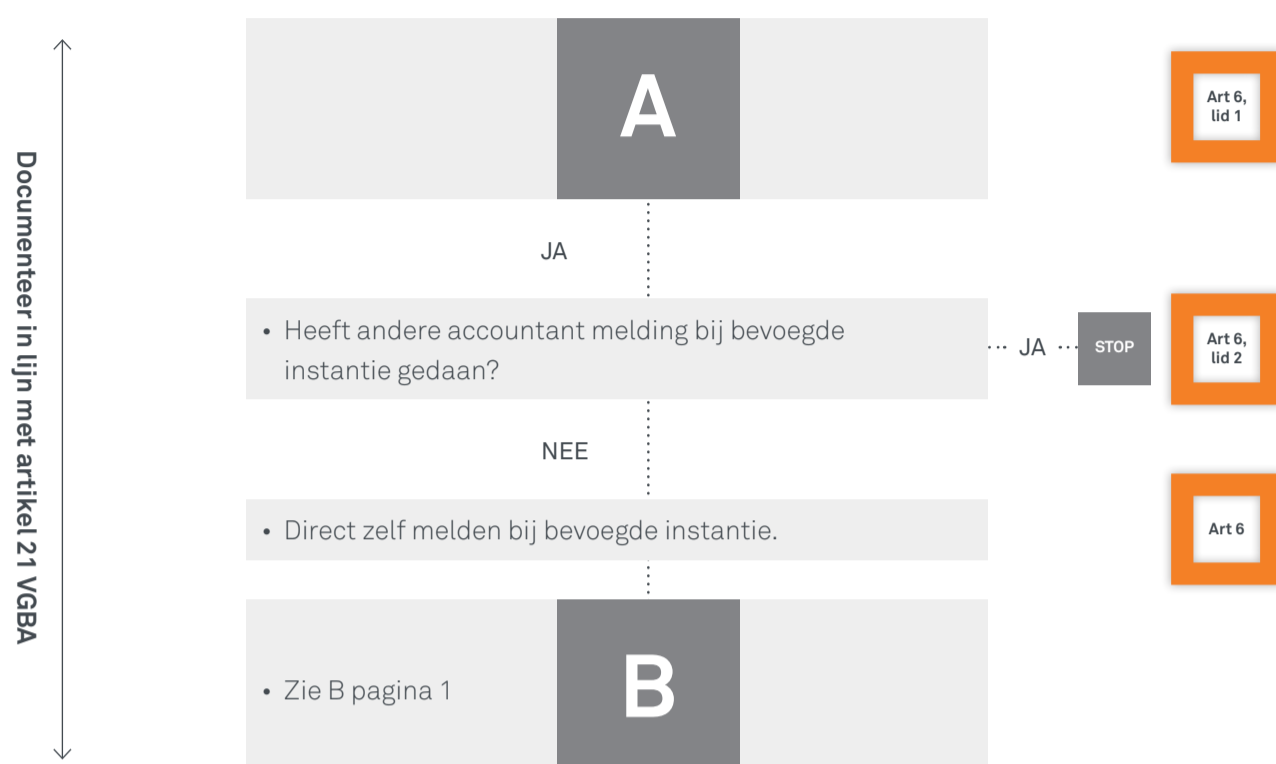 Documenteer in lijn met artikel 21 VGBA
A
Art 6,
lid 1
JA
• Heeft andere accountant melding bij bevoegde
instantie gedaan?
JA
STOP
Art 6,
lid 2
NEE
• Direct zelf melden bij bevoegde instantie.
Art 6
• Zie B pagina 1
B